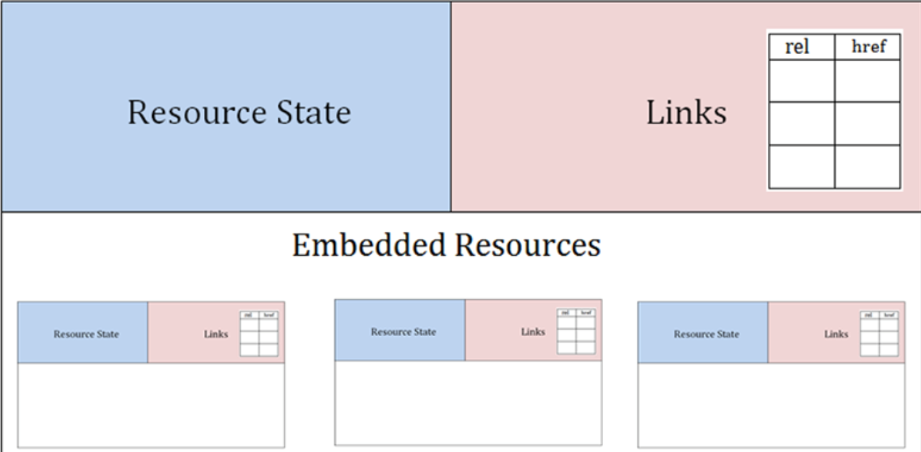 Resource State
Links
rel href
Embedded Resources
Resource State Links rel href
Resource State Links rel href
Resource State Links rel href